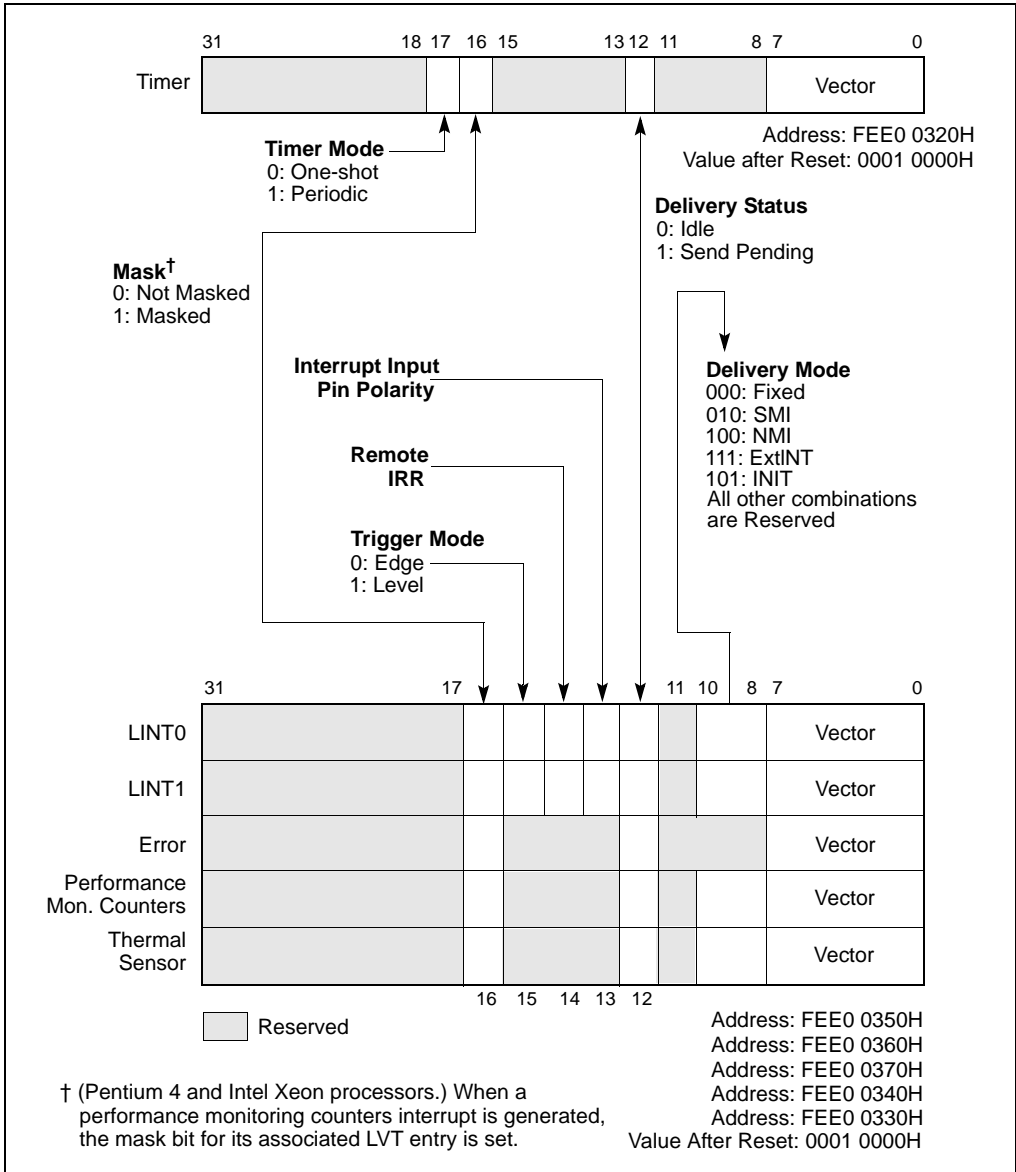 31 18 17 16 15 13 12 11 8 7 0
Timer Vector
Address: FEE0 0320H
Value after Reset: 0001 0000H
Timer Mode
0: One-shot
1: Periodic
Delivery Status
0: Idle
1: Send Pending
Mask†
0: Not Masked
1: Masked
Interrupt Input
Pin Polarity
Delivery Mode
000: Fixed
010: SMI
100: NMI
111: ExtINT
101: INIT
All other combinations
are Reserved
Remote
IRR
Trigger Mode
0: Edge
1: Level
31 17 11 10 8 7 0
LINT0 Vector
LINT1 Vector
Error Vector
Performance
Mon. Counters Vector
Thermal
Sensor Vector
16 15 14 13 12
Reserved
Address: FEE0 0350H
Address: FEE0 0360H
Address: FEE0 0370H
Address: FEE0 0340H
Address: FEE0 0330H
Value After Reset: 0001 0000H
† (Pentium 4 and Intel Xeon processors.) When a
performance monitoring counters interrupt is generated,
the mask bit for its associated LVT entry is set.